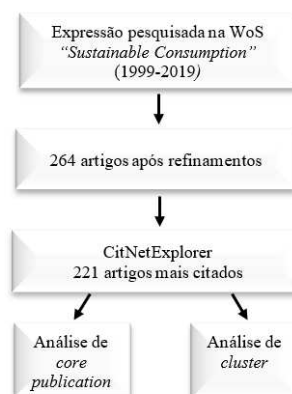 Expressão pesquisada na WoS
“Sustainable Consumption”
(1999-2019)
264 artigos após refinamentos
CitNetExplorer
221 artigos mais citados
Análise de
core
publication
Análise de
cluster